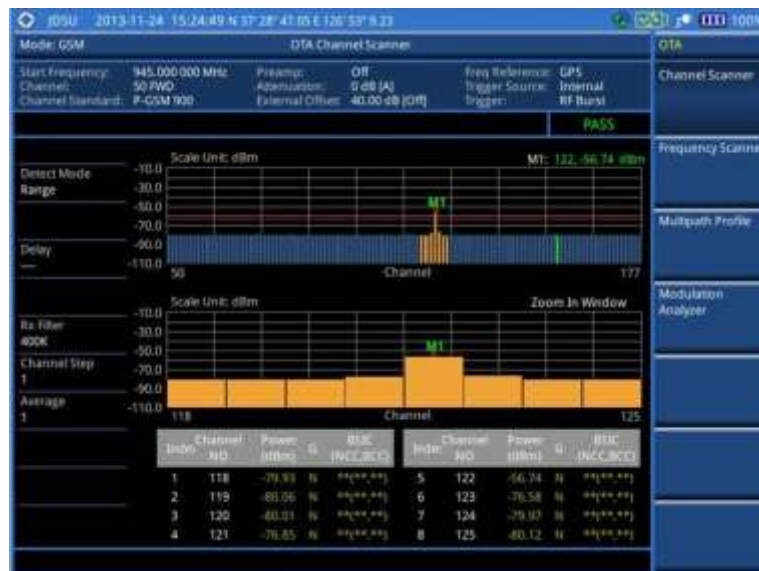 JDSU 2013-11-24 15:24:49 N 37° 28' 47.05 E 126° 53' 9.23 100%
Mode: GSM OTA Channel Scanner OTA
Start Frequency: 945.000 000 MHz Preamp: Off Freq Reference: GPS
Channel: 50 FWD Attenuation: 0 dB [A] Trigger Source: Internal
Channel Standard: P-GSM 900 External Offset: 40.00 dB [Off] Trigger: RF Burst
Channel Scanner
PASS
Frequency Scanne
Scale Unit: dBm M1: 122, -56.74 dBm
Detect Mode
Range
-10.0
-30.0
-50.0
-70.0
-90.0
-110.0
M1
Delay
---
50 Channel 177
Multipath Profile
Modulation
Analyzer
Scale Unit: dBm Zoom In Window
-10.0
-30.0
-50.0
-70.0
-90.0
-110.0
M1
Rx Filter
400K
Channel Step
1
Average
1
118 Channel 125
Index Channel NO Power (dBm) G BSIC (NCC,BCC) Index Channel NO Power (dBm) G BSIC (NCC,BCC)
1 118 -79.93 N **(**,**) 5 122 -56.74 N **(**,**)
2 119 -80.06 N **(**,**) 6 123 -76.58 N **(**,**)
3 120 -80.01 N **(**,**) 7 124 -79.97 N **(**,**)
4 121 -76.85 N **(**,**) 8 125 -80.12 N **(**,**)